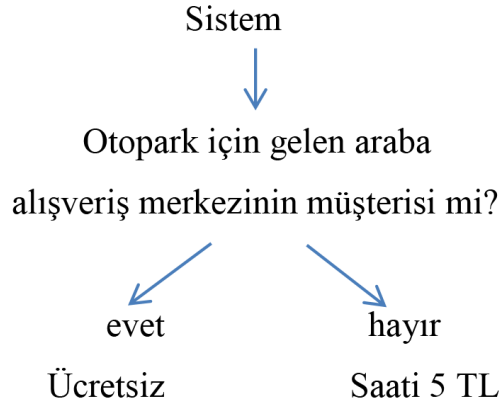 Sistem
Otopark için gelen araba
alışveriş merkezinin müşterisi mi?
evet hayır
Ücretsiz Saati 5 TL